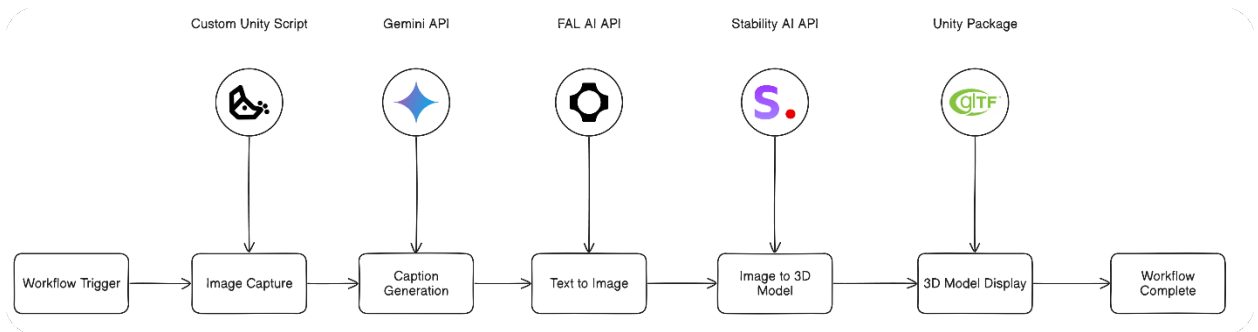 Custom Unity Script
Gemini API
FAL AI API
Stability AI API
Unity Package
S.
glTF
Workflow Trigger
Image Capture
Caption
Generation
Text to Image
Image to 3D
Model
3D Model Display
Workflow
Complete